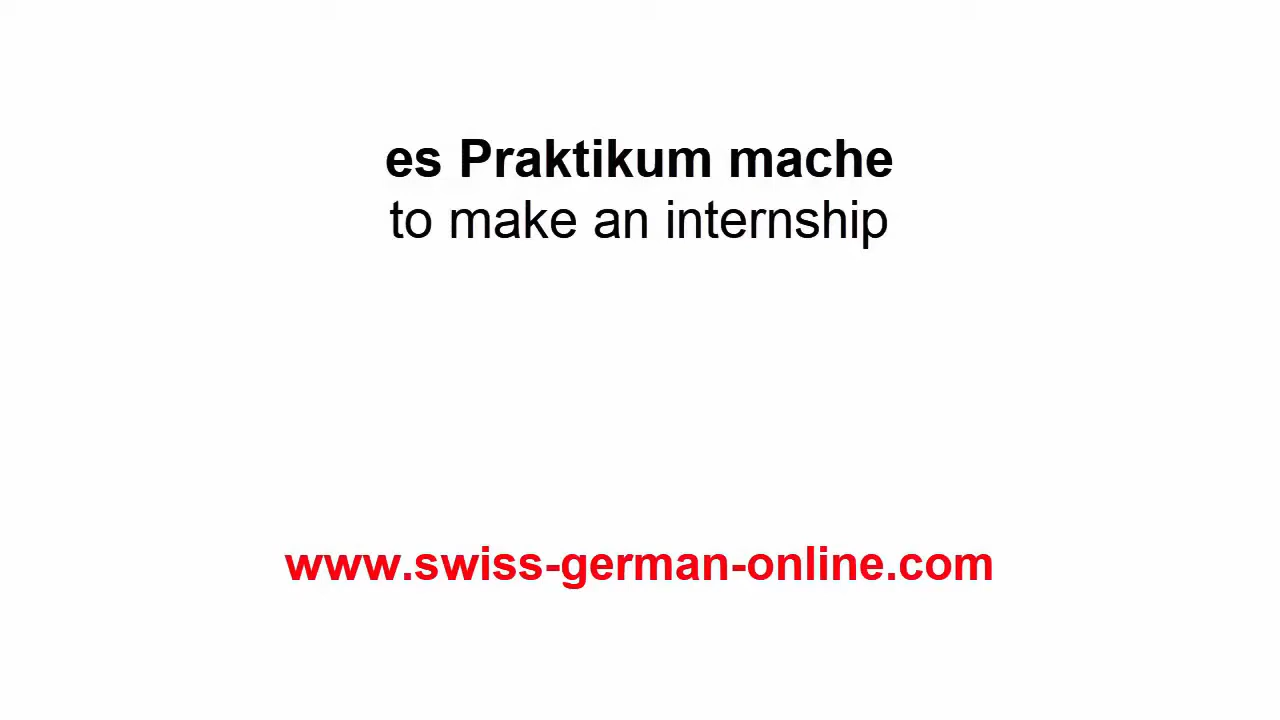 es Praktikum mache
to make an internship
www.swiss-german-online.com